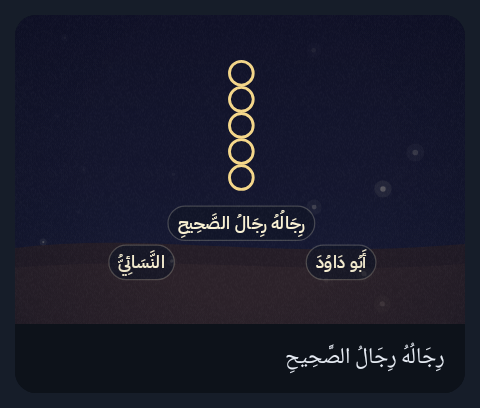 رِجَالُهُ رِجَالُ الصَّحِيحِ
أَبُو دَاوُدَ
النَّسَائِيُّ
رِجَالُهُ رِجَالُ الصَّحِيحِ